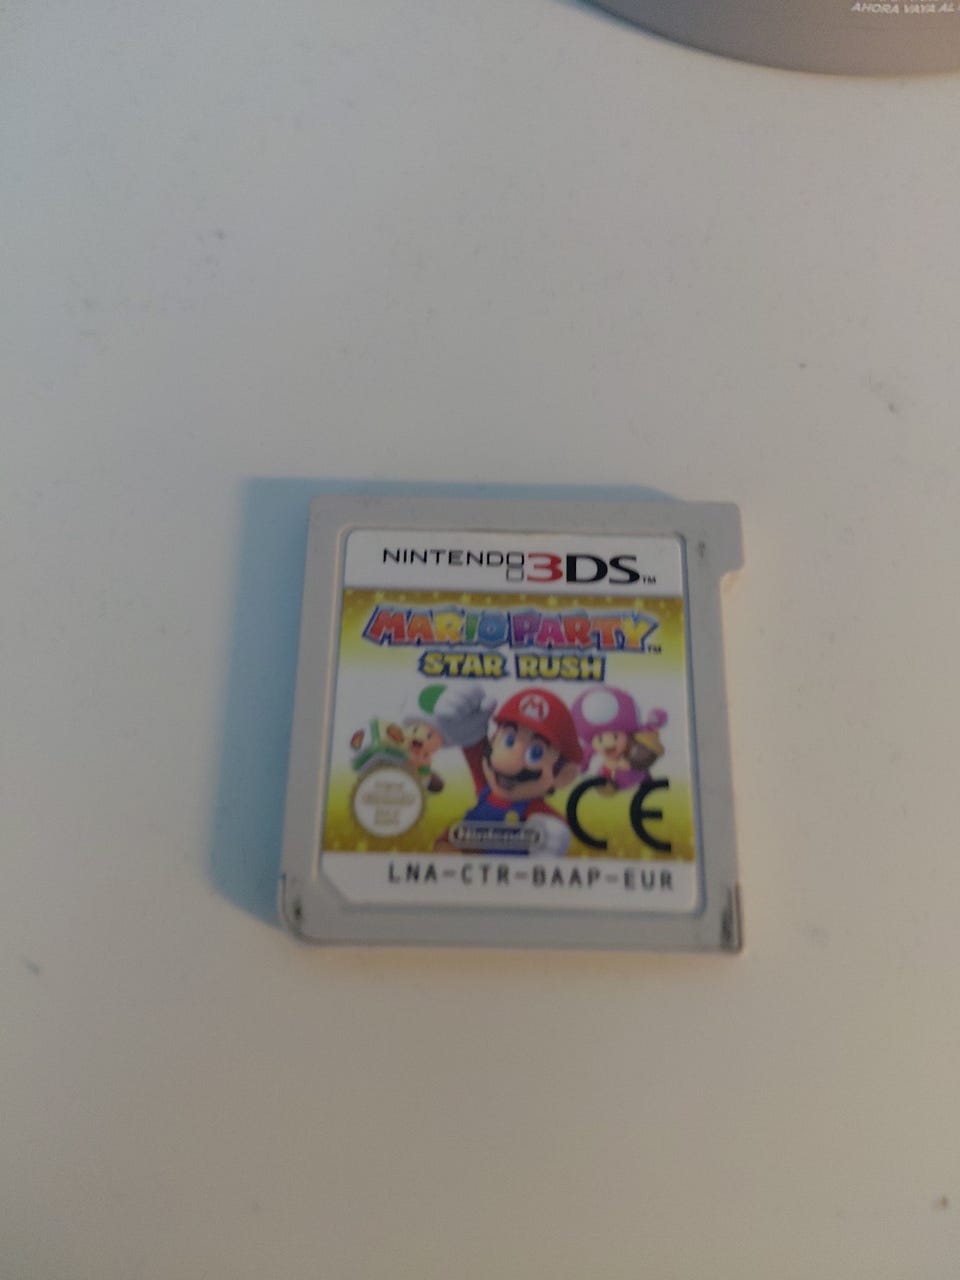 AHORA VAYA AL
NINTENDO 3DS™
MARIO PARTY™
STAR RUSH
Nintendo
CE
LNA-CTR-BAAP-EUR